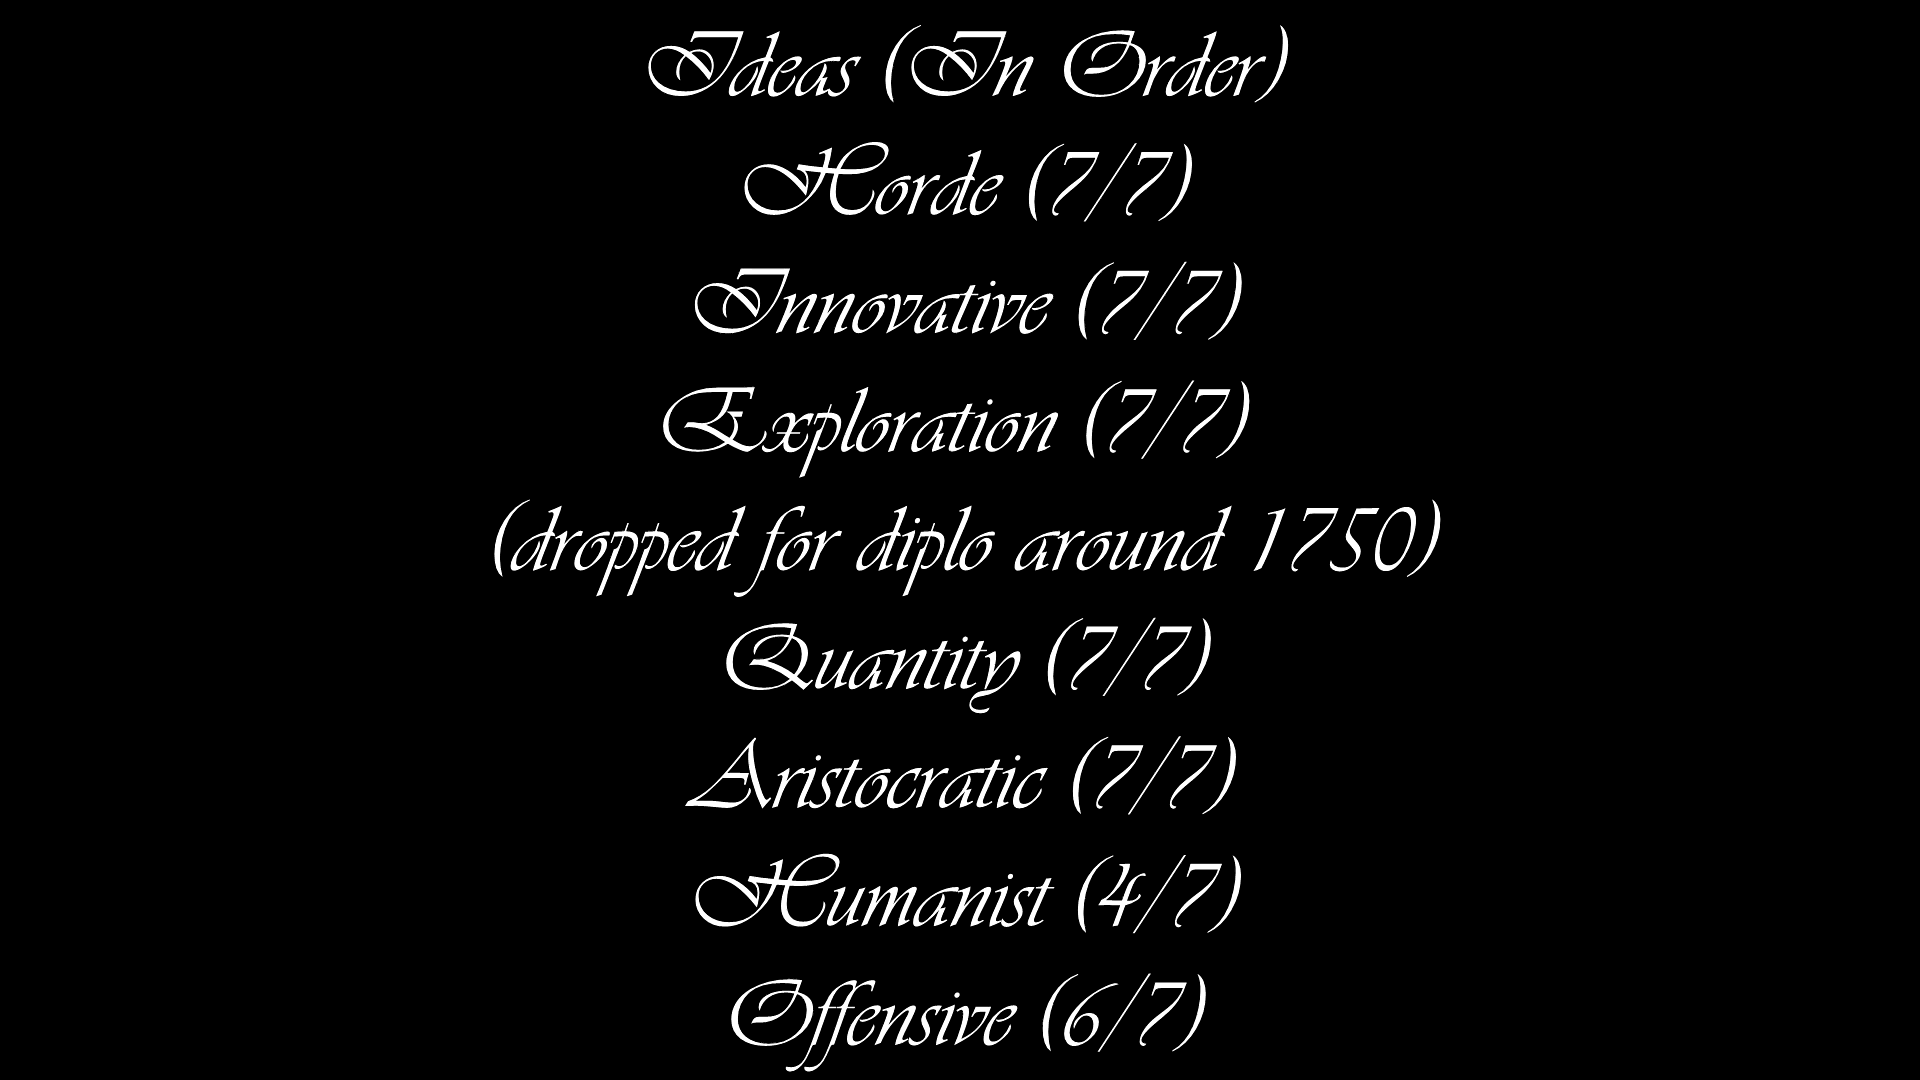 Ideas (In Order)
Horde (7/7)
Innovative (7/7)
Exploration (7/7)
(dropped for diplo around 1750)
Quantity (7/7)
Aristocratic (7/7)
Humanist (4/7)
Offensive (6/7)